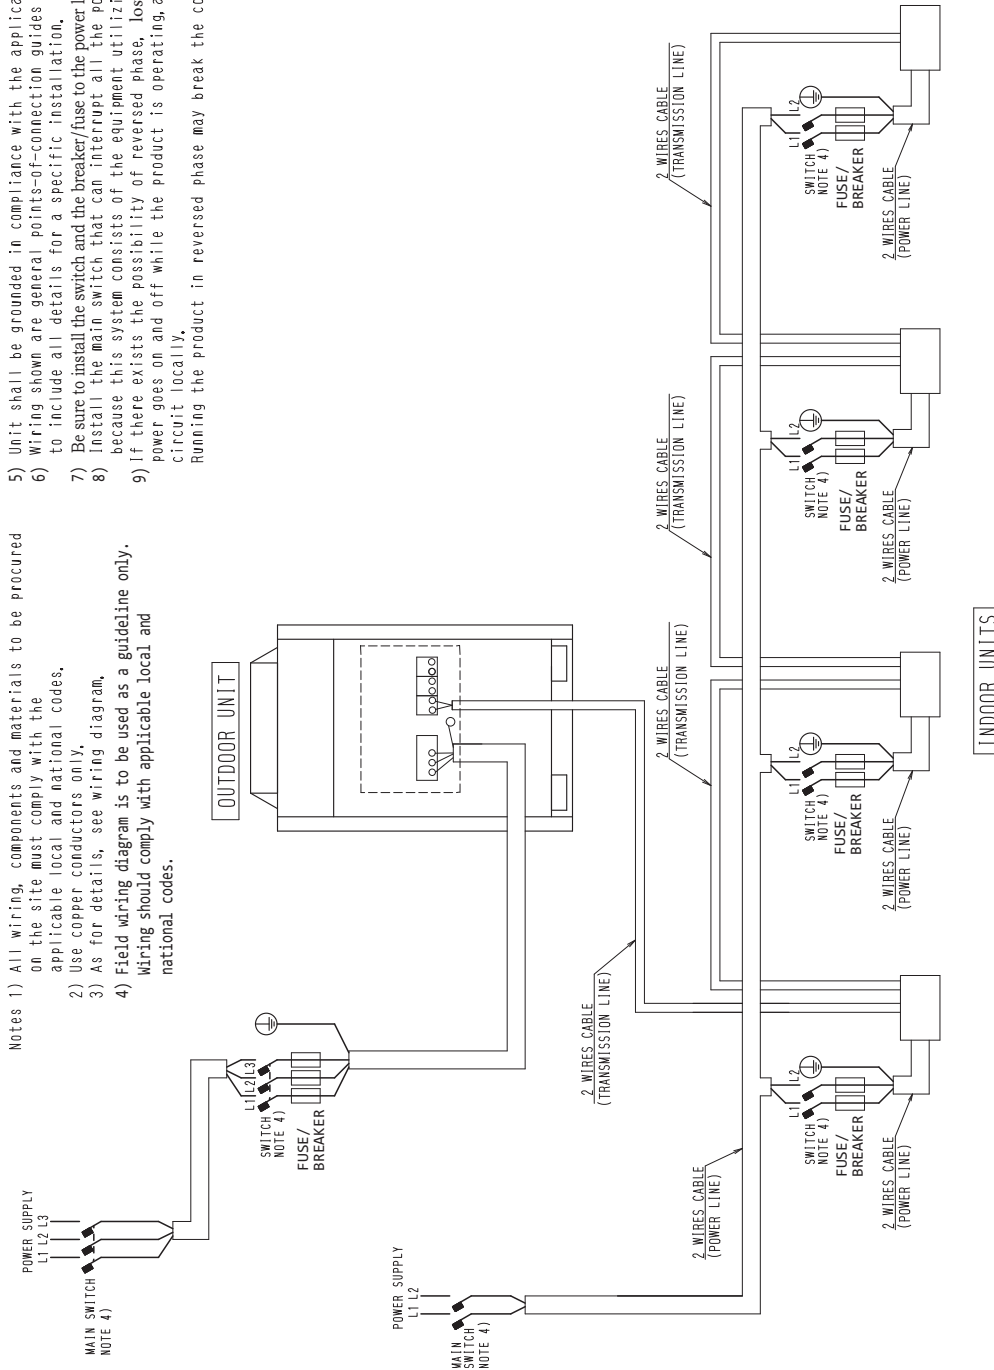 Notes 1) All wiring, components and materials to be procured
on the site must comply with the
applicable local and national codes.
2) Use copper conductors only.
3) As for details, see wiring diagram.
4) Field wiring diagram is to be used as a guideline only.
Wiring should comply with applicable local and
national codes.
5) Unit shall be grounded in compliance with the applica
6) Wiring shown are general points-of-connection guides
to include all details for a specific installation.
7) Be sure to install the switch and the breaker/fuse to the power l
8) Install the main switch that can interrupt all the po
because this system consists of the equipment utilizi
9) If there exists the possibility of reversed phase, los
power goes on and off while the product is operating, a
circuit locally.
Running the product in reversed phase may break the co
POWER SUPPLY
L1 L2 L3
MAIN SWITCH
NOTE 4)
L1 L2 L3
SWITCH
NOTE 4)
FUSE/
BREAKER
OUTDOOR UNIT
POWER SUPPLY
L1 L2
MAIN
SWITCH
NOTE 4)
2 WIRES CABLE
(POWER LINE)
2 WIRES CABLE
(TRANSMISSION LINE)
2 WIRES CABLE
(TRANSMISSION LINE)
2 WIRES CABLE
(TRANSMISSION LINE)
2 WIRES CABLE
(TRANSMISSION LINE)
L1 L2
SWITCH
NOTE 4)
FUSE/
BREAKER
2 WIRES CABLE
(POWER LINE)
L1 L2
SWITCH
NOTE 4)
FUSE/
BREAKER
2 WIRES CABLE
(POWER LINE)
L1 L2
SWITCH
NOTE 4)
FUSE/
BREAKER
2 WIRES CABLE
(POWER LINE)
L1 L2
SWITCH
NOTE 4)
FUSE/
BREAKER
2 WIRES CABLE
(POWER LINE)
INDOOR UNITS